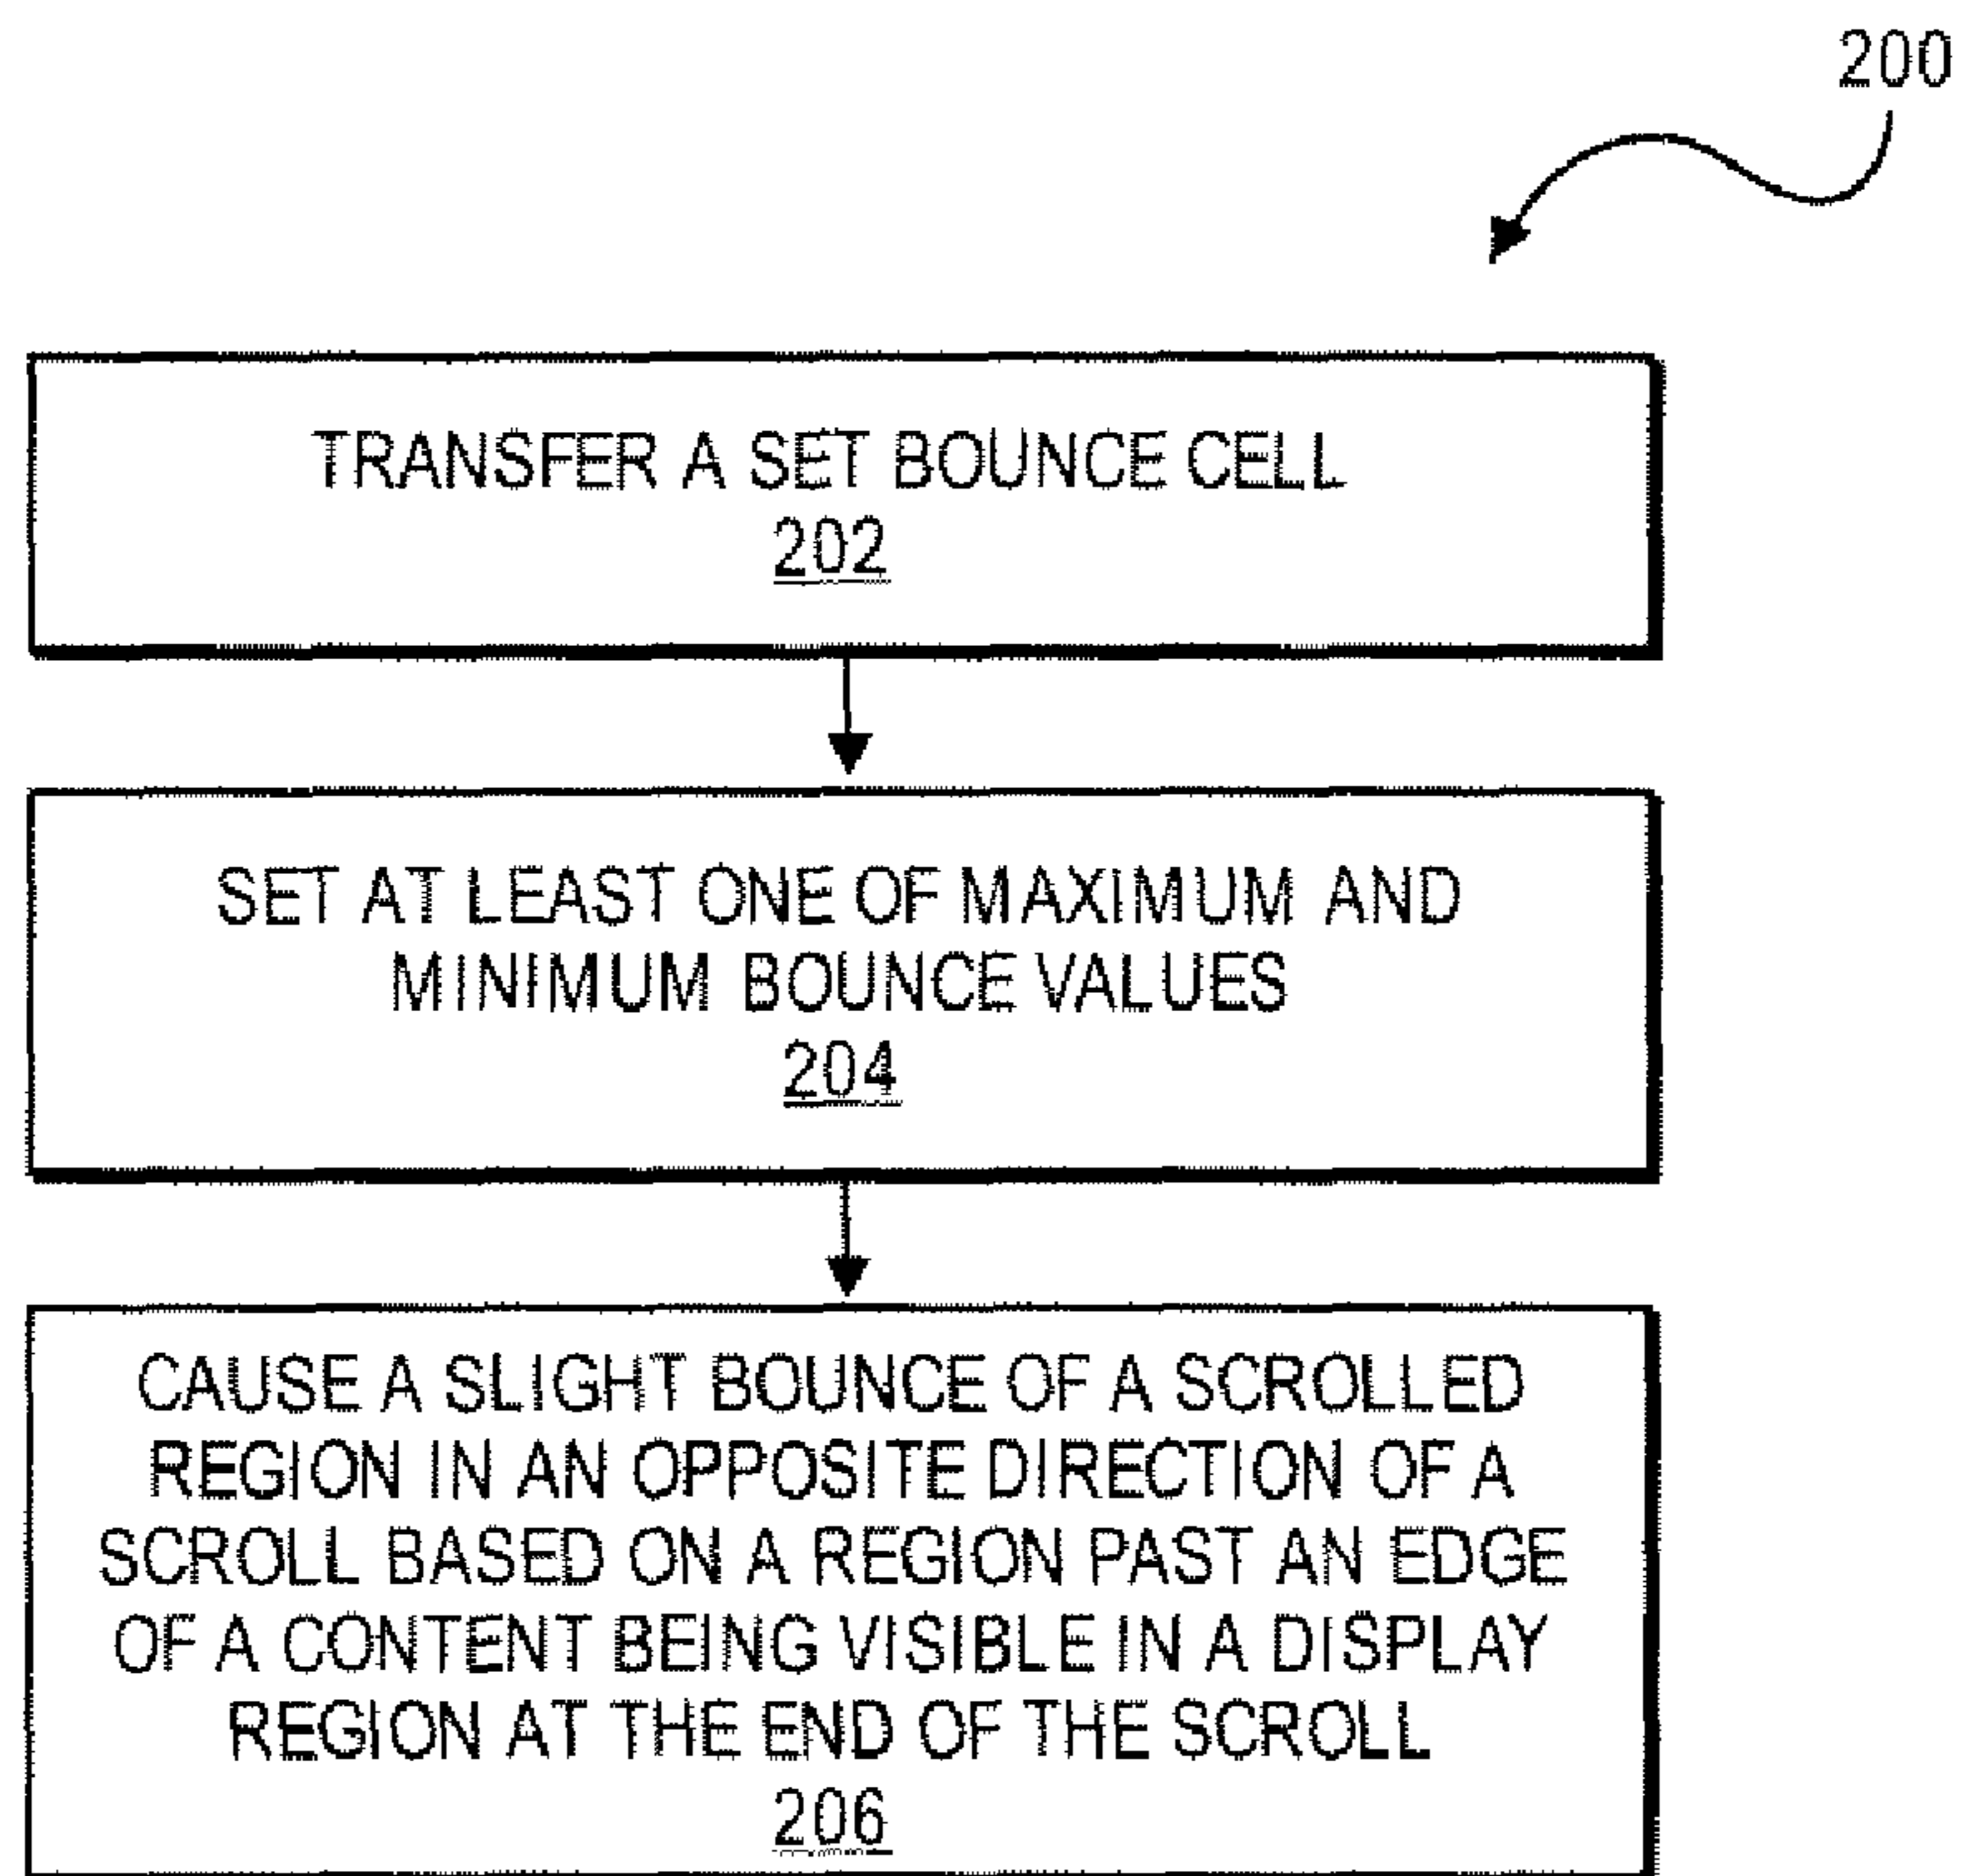 200
TRANSFER A SET BOUNCE CELL
202
SET AT LEAST ONE OF MAXIMUM AND
MINIMUM BOUNCE VALUES
204
CAUSE A SLIGHT BOUNCE OF A SCROLLED
REGION IN AN OPPOSITE DIRECTION OF A
SCROLL BASED ON A REGION PAST AN EDGE
OF A CONTENT BEING VISIBLE IN A DISPLAY
REGION AT THE END OF THE SCROLL
206